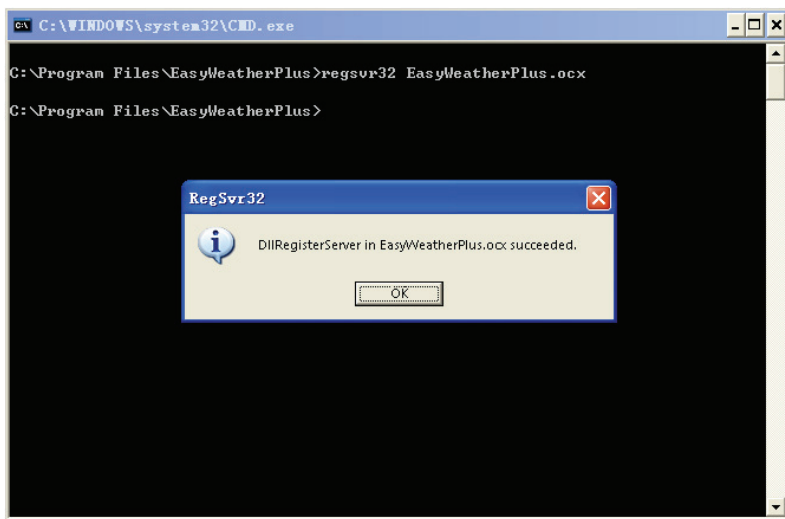 C:\WINDOWS\system32\CMD.exe
C:\Program Files\EasyWeatherPlus>regsvr32 EasyWeatherPlus.ocx
C:\Program Files\EasyWeatherPlus>
RegSvr32
DllRegisterServer in EasyWeatherPlus.ocx succeeded.
OK